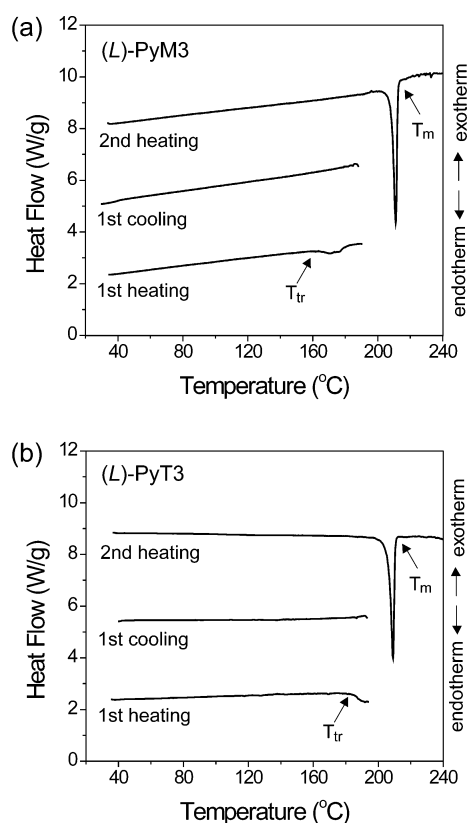 (a)
(L)-PyM3
12
10
8
6
4
2
0
2nd heating
1st cooling
1st heating
Tm
Ttr
40 80 120 160 200 240
Temperature (°C)
Heat Flow (W/g)
endotherm ← → exotherm
(b)
(L)-PyT3
12
10
8
6
4
2
0
2nd heating
1st cooling
1st heating
Tm
Ttr
40 80 120 160 200 240
Temperature (°C)
Heat Flow (W/g)
endotherm ← → exotherm